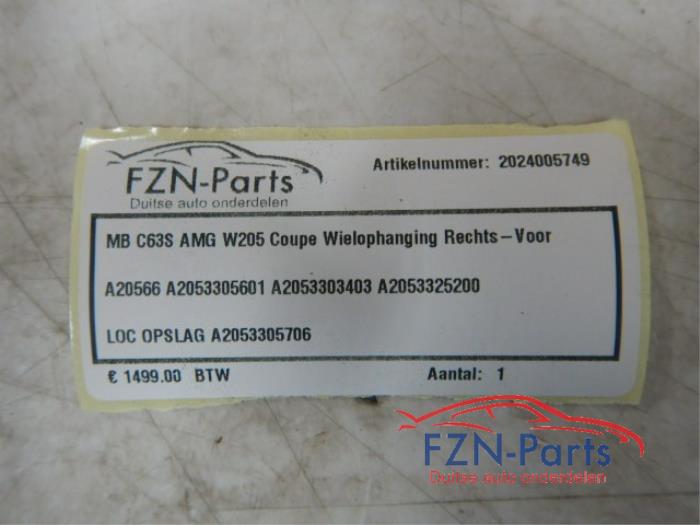 FZN-Parts
Duitse auto onderdelen
Artikelnummer: 2024005749
MB C63S AMG W205 Coupe Wielophanging Rechts-Voor
A20566 A2053305601 A2053303403 A2053325200
LOC OPSLAG A2053305706
€ 1499.00 BTW
Aantal: 1
FZN-Parts
Duitse auto onderdelen